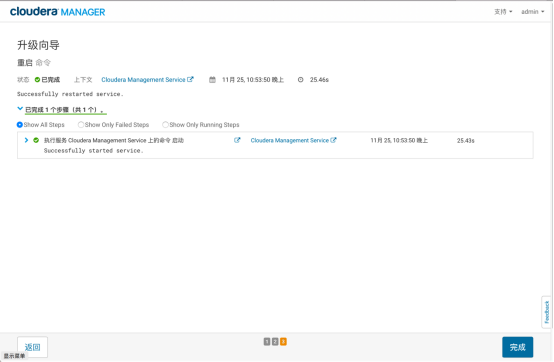 cloudera MANAGER 支持 admin
升级向导
重启 命令
状态 已完成 上下文 Cloudera Management Service 11月 25, 10:53:50 晚上 25.46s
Successfully restarted service.
已完成 1 个步骤（共 1 个）。
Show All Steps Show Only Failed Steps Show Only Running Steps
执行服务 Cloudera Management Service 上的命令 启动 Cloudera Management Service 11月 25, 10:53:50 晚上 25.43s
Successfully started service.
Feedback
返回 1 2 3 完成
显示菜单